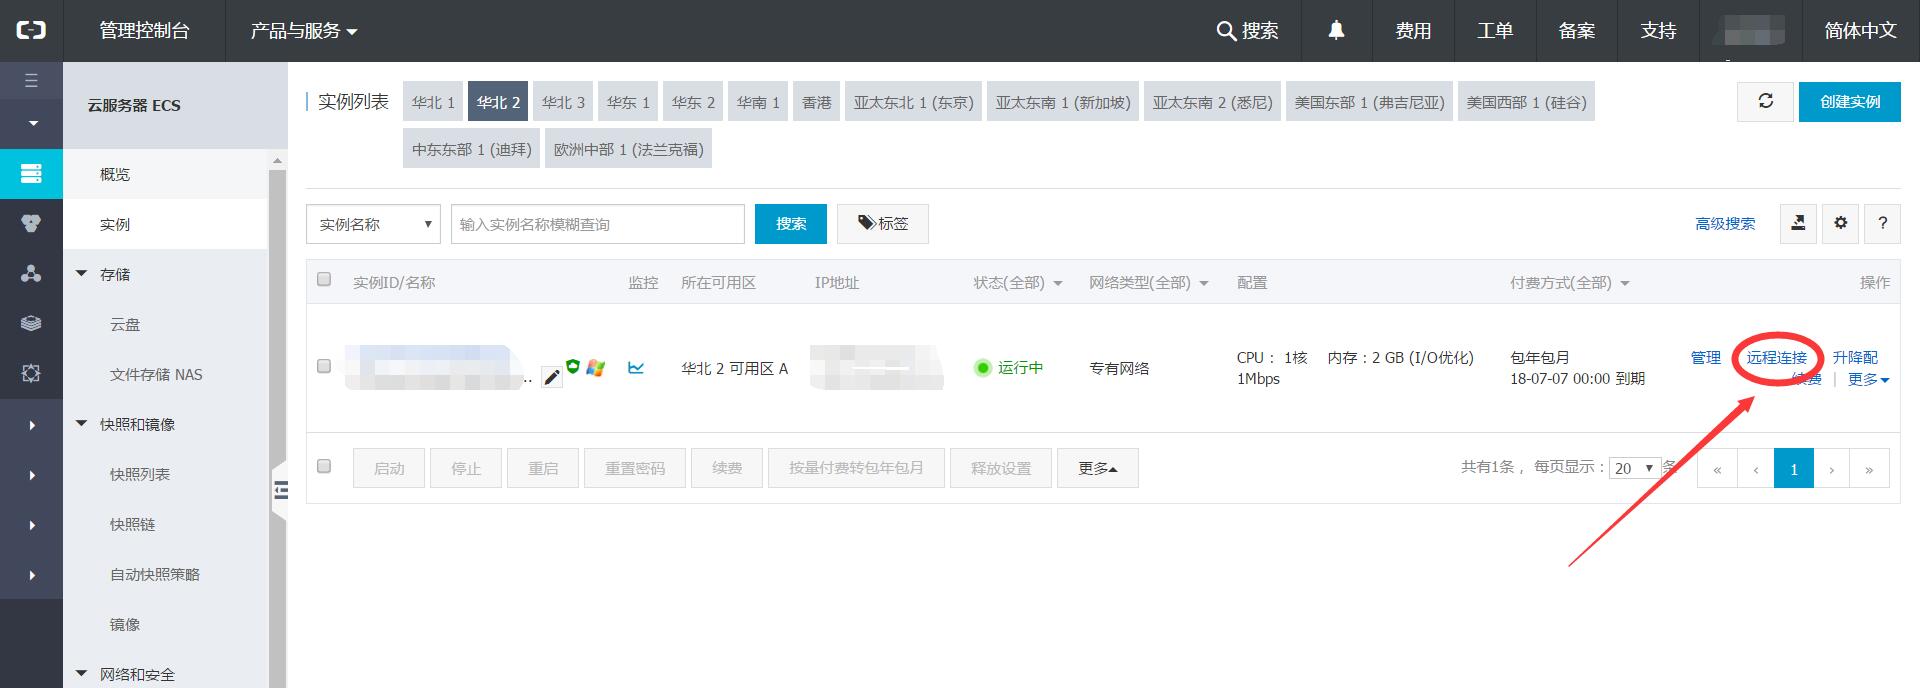 管理控制台 产品与服务 搜索 费用 工单 备案 支持 简体中文
云服务器 ECS
概览
实例
存储
云盘
文件存储 NAS
快照和镜像
快照列表
快照链
自动快照策略
镜像
网络和安全
实例列表 华北 1 华北 2 华北 3 华东 1 华东 2 华南 1 香港 亚太东北 1 (东京) 亚太东南 1 (新加坡) 亚太东南 2 (悉尼) 美国东部 1 (弗吉尼亚) 美国西部 1 (硅谷) 创建实例
中东东部 1 (迪拜) 欧洲中部 1 (法兰克福)
实例名称 输入实例名称模糊查询 搜索 标签 高级搜索 ?
实例ID/名称 监控 所在可用区 IP地址 状态(全部) 网络类型(全部) 配置 付费方式(全部) 操作
.. 华北 2 可用区 A 运行中 专有网络 CPU： 1核 内存：2 GB (I/O优化) 包年包月 管理 远程连接 升降配
1Mbps 18-07-07 00:00 到期 续费 | 更多
启动 停止 重启 重置密码 续费 按量付费转包年包月 释放设置 更多 共有1条， 每页显示：20 条 « ‹ 1 › »